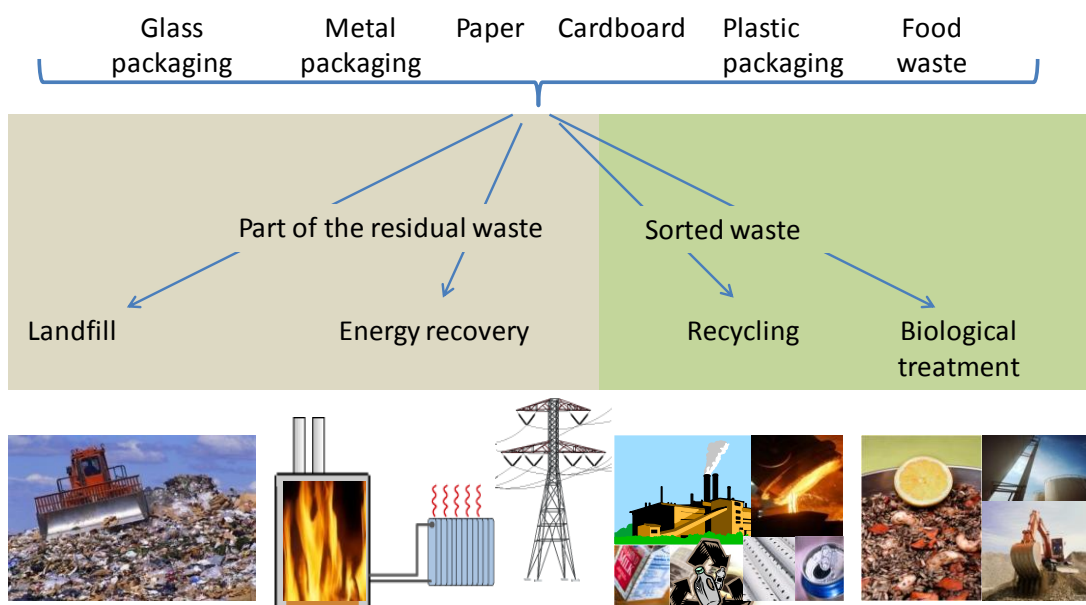 Glass packaging
Metal packaging
Paper
Cardboard
Plastic packaging
Food waste
Part of the residual waste
Sorted waste
Landfill
Energy recovery
Recycling
Biological treatment